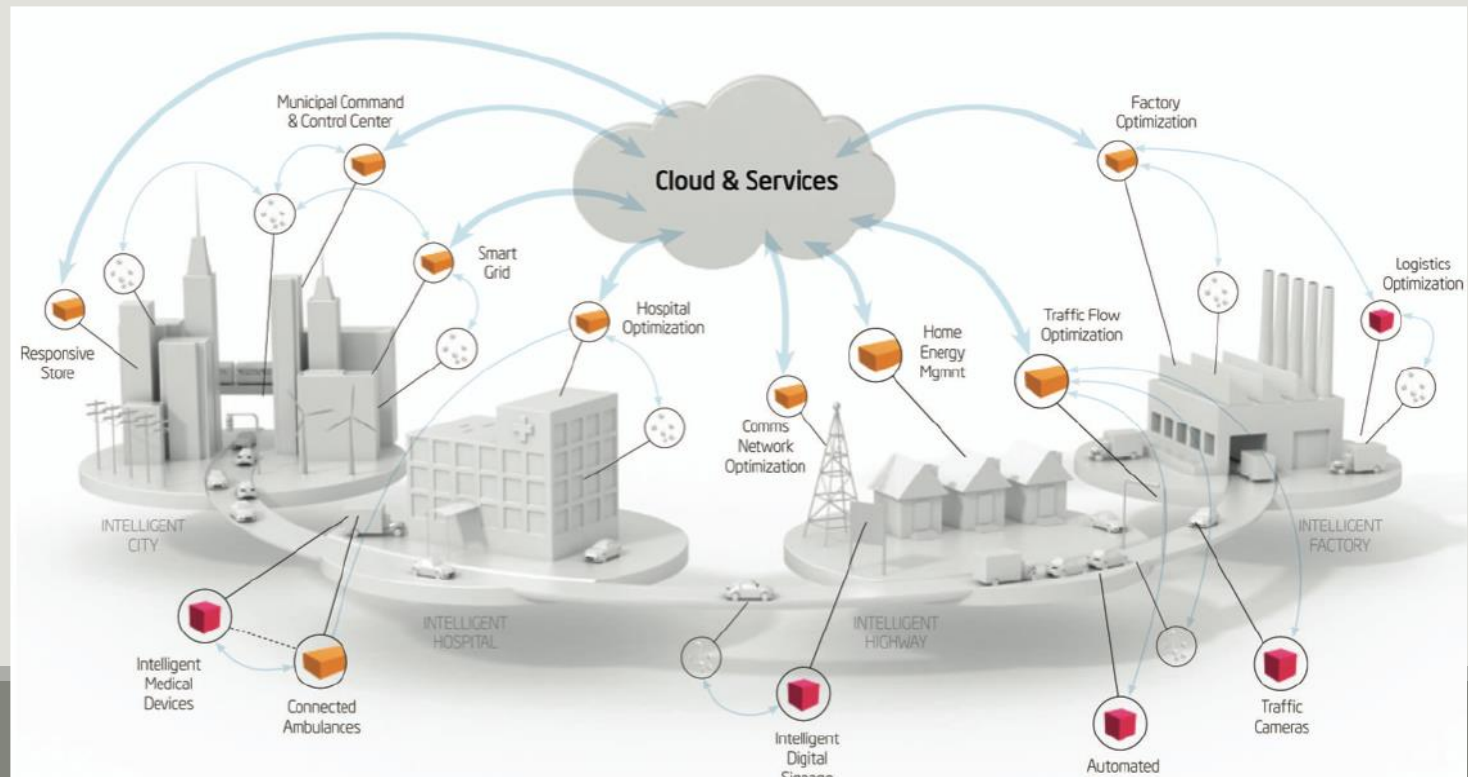 Municipal Command
& Control Center
Factory
Optimization
Cloud & Services
Smart
Grid
Logistics
Optimization
Responsive
Store
Hospital
Optimization
Home
Energy
Mgmnt
Traffic Flow
Optimization
Comms
Network
Optimization
INTELLIGENT
CITY
INTELLIGENT
FACTORY
INTELLIGENT
HOSPITAL
INTELLIGENT
HIGHWAY
Intelligent
Medical
Devices
Connected
Ambulances
Intelligent
Digital
Traffic
Cameras
Automated